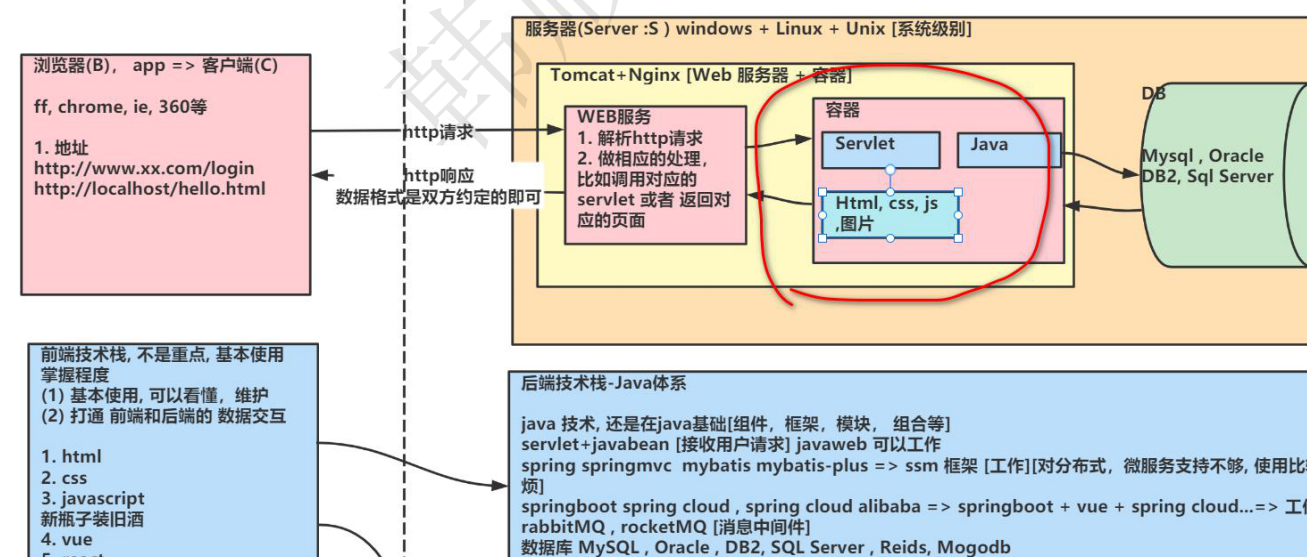 服务器(Server :S ) windows + Linux + Unix [系统级别]
浏览器(B)， app => 客户端(C)
ff, chrome, ie, 360等
1. 地址
http://www.xx.com/login
http://localhost/hello.html
http请求
http响应
数据格式是双方约定的即可
Tomcat+Nginx [Web 服务器 + 容器]
WEB服务
1. 解析http请求
2. 做相应的处理，
比如调用对应的
servlet 或者 返回对
应的页面
容器
Servlet
Java
Html, css, js
,图片
DB
Mysql , Oracle
DB2, Sql Server
前端技术栈, 不是重点, 基本使用
掌握程度
(1) 基本使用, 可以看懂，维护
(2) 打通 前端和后端的 数据交互
1. html
2. css
3. javascript
新瓶子装旧酒
4. vue
后端技术栈-Java体系
java 技术, 还是在java基础[组件，框架，模块， 组合等]
servlet+javabean [接收用户请求] javaweb 可以工作
spring springmvc mybatis mybatis-plus => ssm 框架 [工作][对分布式，微服务支持不够, 使用比
烦]
springboot spring cloud , spring cloud alibaba => springboot + vue + spring cloud...=> 工
rabbitMQ , rocketMQ [消息中间件]
数据库 MySQL , Oracle , DB2, SQL Server , Reids, Mogodb